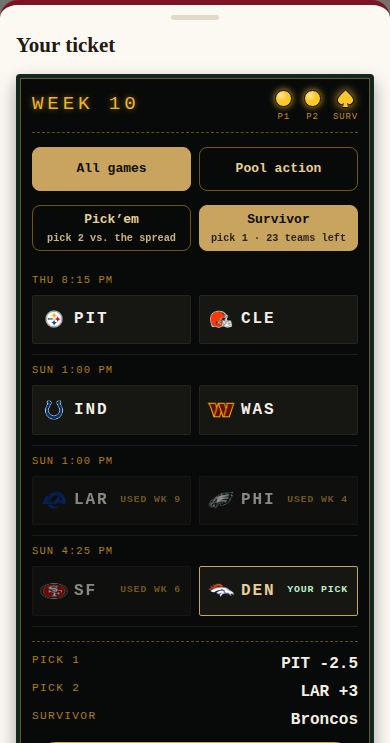 Your ticket
WEEK 10
P1 P2 SURV
All games Pool action
Pick’em Survivor
pick 2 vs. the spread pick 1 · 23 teams left
THU 8:15 PM
PIT CLE
SUN 1:00 PM
IND WAS
SUN 1:00 PM
LAR USED WK 9 PHI USED WK 4
SUN 4:25 PM
SF USED WK 6 DEN YOUR PICK
PICK 1 PIT -2.5
PICK 2 LAR +3
SURVIVOR Broncos